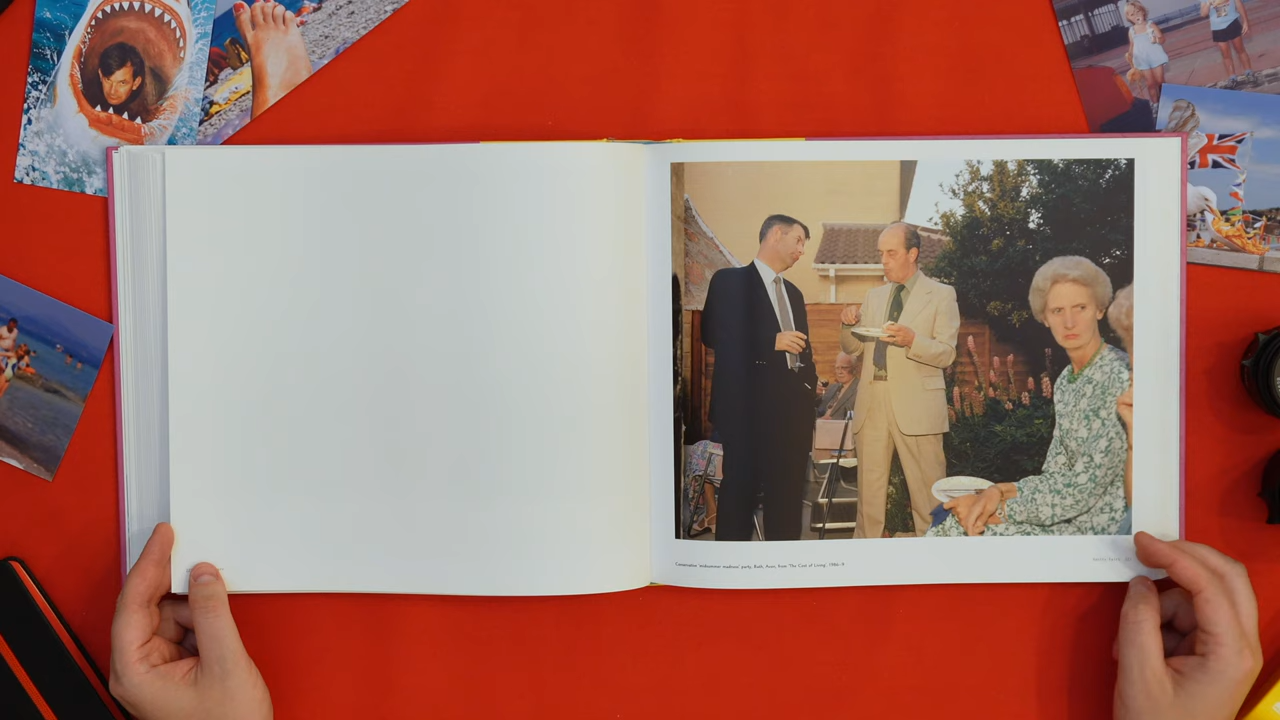 Conservative 'midsummer madness' party, Bath, Avon, from 'The Cost of Living', 1986–9